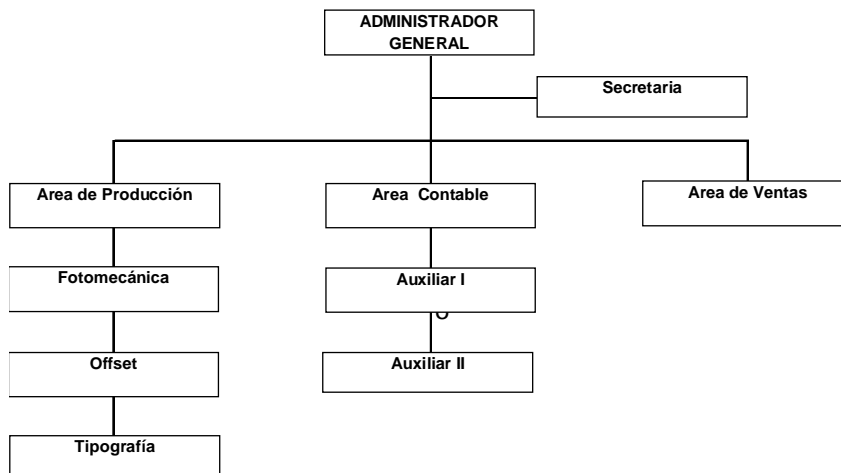 ADMINISTRADOR
GENERAL
Secretaria
Area de Producción
Area Contable
Area de Ventas
Fotomecánica
Auxiliar I
Offset
Auxiliar II
Tipografía